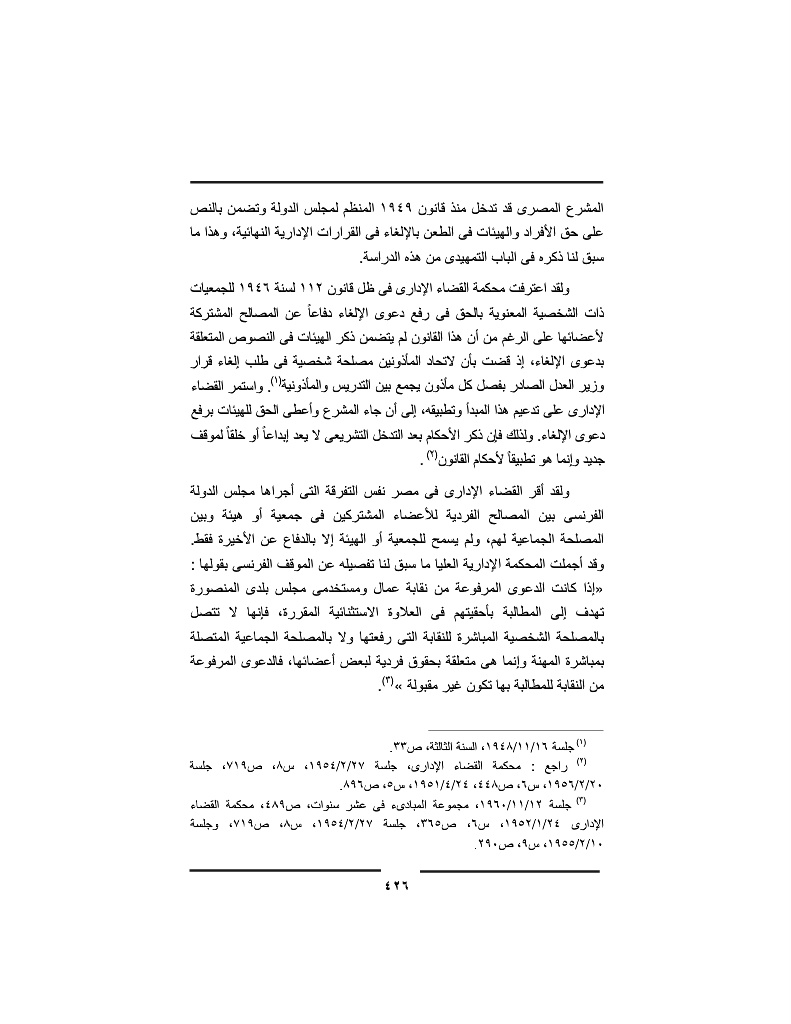 المشرع المصرى قد تدخل منذ قانون ١٩٤٩ المنظم لمجلس الدولة وتضمن بالنص
على حق الأفراد والهيئات فى الطعن بالإلغاء فى القرارات الإدارية النهائية، وهذا ما
سبق لنا ذكره فى الباب التمهيدى من هذه الدراسة.
ولقد اعترفت محكمة القضاء الإدارى فى ظل قانون ١١٢ لسنة ١٩٤٦ للجمعيات
ذات الشخصية المعنوية بالحق فى رفع دعوى الإلغاء دفاعاً عن المصالح المشتركة
لأعضائها على الرغم من أن هذا القانون لم يتضمن ذكر الهيئات فى النصوص المتعلقة
بدعوى الإلغاء، إذ قضت بأن لاتحاد المأذونين مصلحة شخصية فى طلب إلغاء قرار
وزير العدل الصادر بفصل كل مأذون يجمع بين التدريس والمأذونية(١). واستمر القضاء
الإدارى على تدعيم هذا المبدأ وتطبيقه، إلى أن جاء المشرع وأعطى الحق للهيئات برفع
دعوى الإلغاء. ولذلك فإن ذكر الأحكام بعد التدخل التشريعى لا يعد إبداعاً أو خلقاً لموقف
جديد وإنما هو تطبيقاً لأحكام القانون(٢) .
ولقد أقر القضاء الإدارى فى مصر نفس التفرقة التى أجراها مجلس الدولة
الفرنسى بين المصالح الفردية للأعضاء المشتركين فى جمعية أو هيئة وبين
المصلحة الجماعية لهم، ولم يسمح للجمعية أو الهيئة إلا بالدفاع عن الأخيرة فقط.
وقد أجملت المحكمة الإدارية العليا ما سبق لنا تفصيله عن الموقف الفرنسى بقولها :
«إذا كانت الدعوى المرفوعة من نقابة عمال ومستخدمى مجلس بلدى المنصورة
تهدف إلى المطالبة بأحقيتهم فى العلاوة الاستثنائية المقررة، فإنها لا تتصل
بالمصلحة الشخصية المباشرة للنقابة التى رفعتها ولا بالمصلحة الجماعية المتصلة
بمباشرة المهنة وإنما هى متعلقة بحقوق فردية لبعض أعضائها، فالدعوى المرفوعة
من النقابة للمطالبة بها تكون غير مقبولة »(٣).
(١) جلسة ١٩٤٨/١١/١٦، السنة الثالثة، ص٣٣.
(٢) راجع : محكمة القضاء الإدارى، جلسة ١٩٥٤/٢/٢٧، س٨، ص٧١٩، جلسة
١٩٥٦/٢/٢٠، س٦، ص٤٤٨، ١٩٥١/٤/٢٤، س٥، ص٨٩٦.
(٣) جلسة ١٩٦٠/١١/١٢، مجموعة المبادىء فى عشر سنوات، ص٤٨٩، محكمة القضاء
الإدارى ١٩٥٢/١/٢٤، س٦، ص٣٦٥، جلسة ١٩٥٤/٢/٢٧، س٨، ص٧١٩، وجلسة
١٩٥٥/٢/١٠، س٩، ص٢٩٠.
٤٢٦